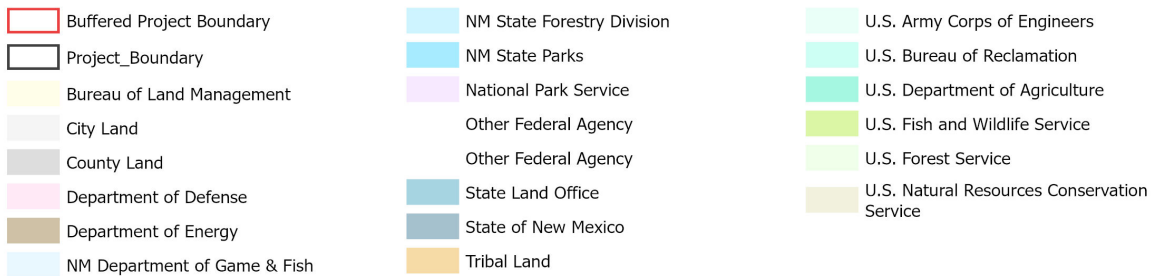 Buffered Project Boundary
Project_Boundary
Bureau of Land Management
City Land
County Land
Department of Defense
Department of Energy
NM Department of Game & Fish
NM State Forestry Division
NM State Parks
National Park Service
Other Federal Agency
Other Federal Agency
State Land Office
State of New Mexico
Tribal Land
U.S. Army Corps of Engineers
U.S. Bureau of Reclamation
U.S. Department of Agriculture
U.S. Fish and Wildlife Service
U.S. Forest Service
U.S. Natural Resources Conservation
Service